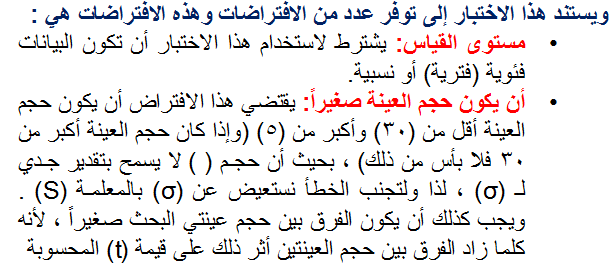 ويستند هذا الاختبار إلى توفر عدد من الافتراضات وهذه الافتراضات هي :
• مستوى القياس: يشترط لاستخدام هذا الاختبار أن تكون البيانات
فئوية (فترية) أو نسبية.
• أن يكون حجم العينة صغيراً: يقتضي هذا الافتراض أن يكون حجم
العينة أقل من (٣٠) وأكبر من (٥) (وإذا كان حجم العينة أكبر من
٣٠ فلا بأس من ذلك) ، بحيث أن حجم ( ) لا يسمح بتقدير جدي
لـ (σ) ، لذا ولتجنب الخطأ نستعيض عن (σ) بالمعلمة (S) .
ويجب كذلك أن يكون الفرق بين حجم عينتي البحث صغيراً ، لأنه
كلما زاد الفرق بين حجم العينتين أثر ذلك على قيمة (t) المحسوبة